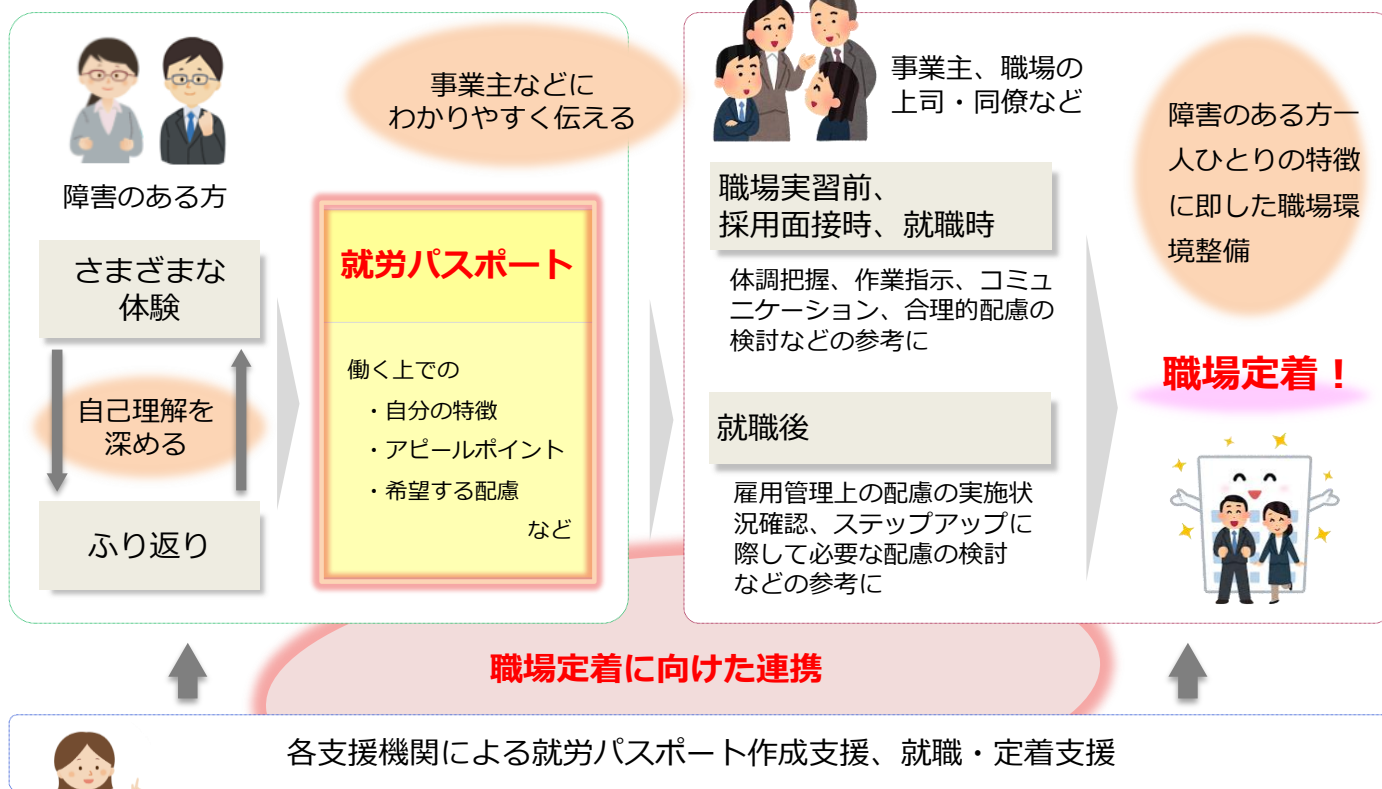 障害のある方
さまざまな
体験
自己理解を
深める
ふり返り
事業主などに
わかりやすく伝える
就労パスポート
働く上での
・自分の特徴
・アピールポイント
・希望する配慮
など
事業主、職場の
上司・同僚など
職場実習前、
採用面接時、就職時
体調把握、作業指示、コミュ
ニケーション、合理的配慮の
検討などの参考に
就職後
雇用管理上の配慮の実施状
況確認、ステップアップに
際して必要な配慮の検討
などの参考に
障害のある方一
人ひとりの特徴
に即した職場環
境整備
職場定着！
職場定着に向けた連携
各支援機関による就労パスポート作成支援、就職・定着支援